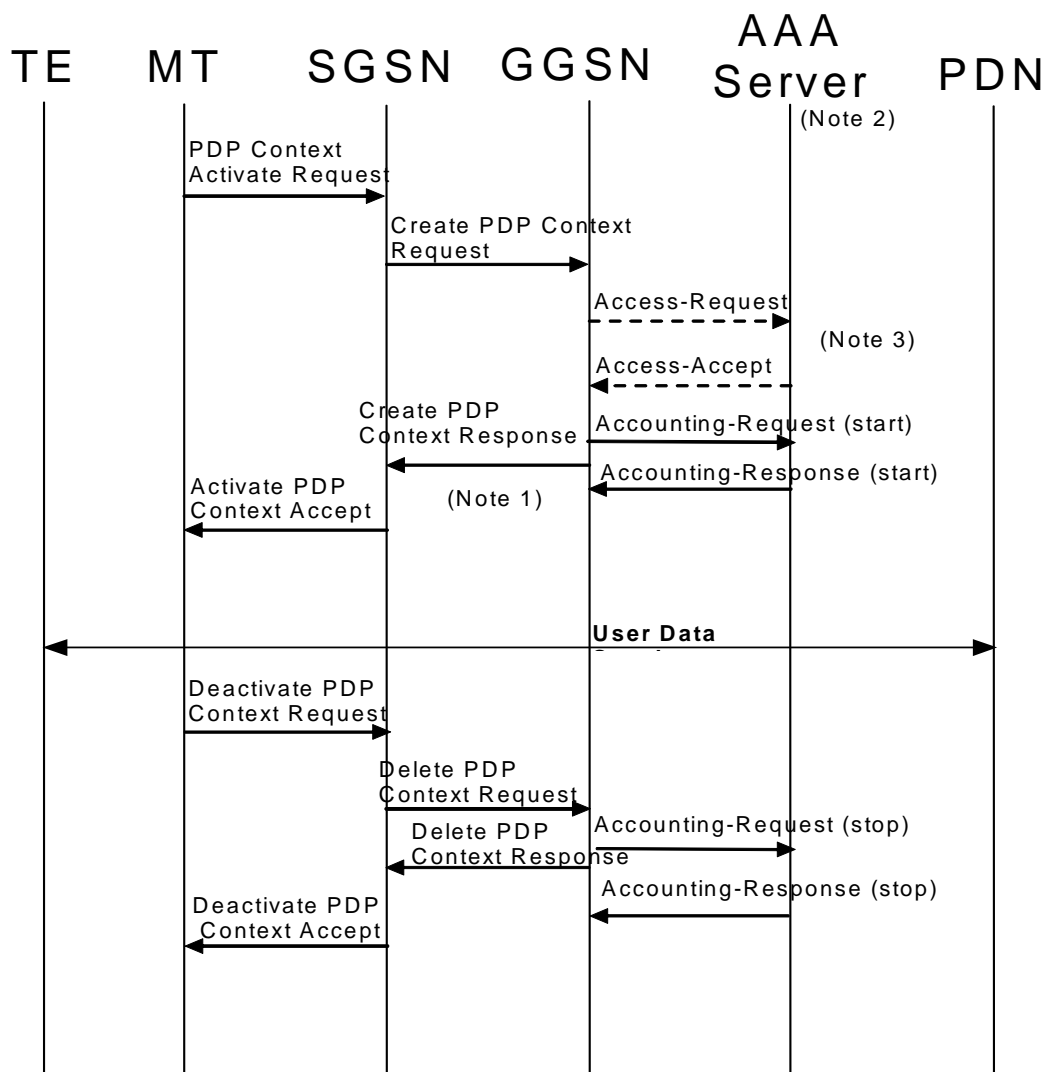 TE
MT
SGSN
GGSN
AAA
Server
PDN
(Note 2)
PDP Context
Activate Request
Create PDP Context
Request
Access-Request
(Note 3)
Access-Accept
Create PDP
Context Response
Accounting-Request (start)
Accounting-Response (start)
(Note 1)
Activate PDP
Context Accept
User Data
Deactivate PDP
Context Request
Delete PDP
Context Request
Accounting-Request (stop)
Delete PDP
Context Response
Accounting-Response (stop)
Deactivate PDP
Context Accept